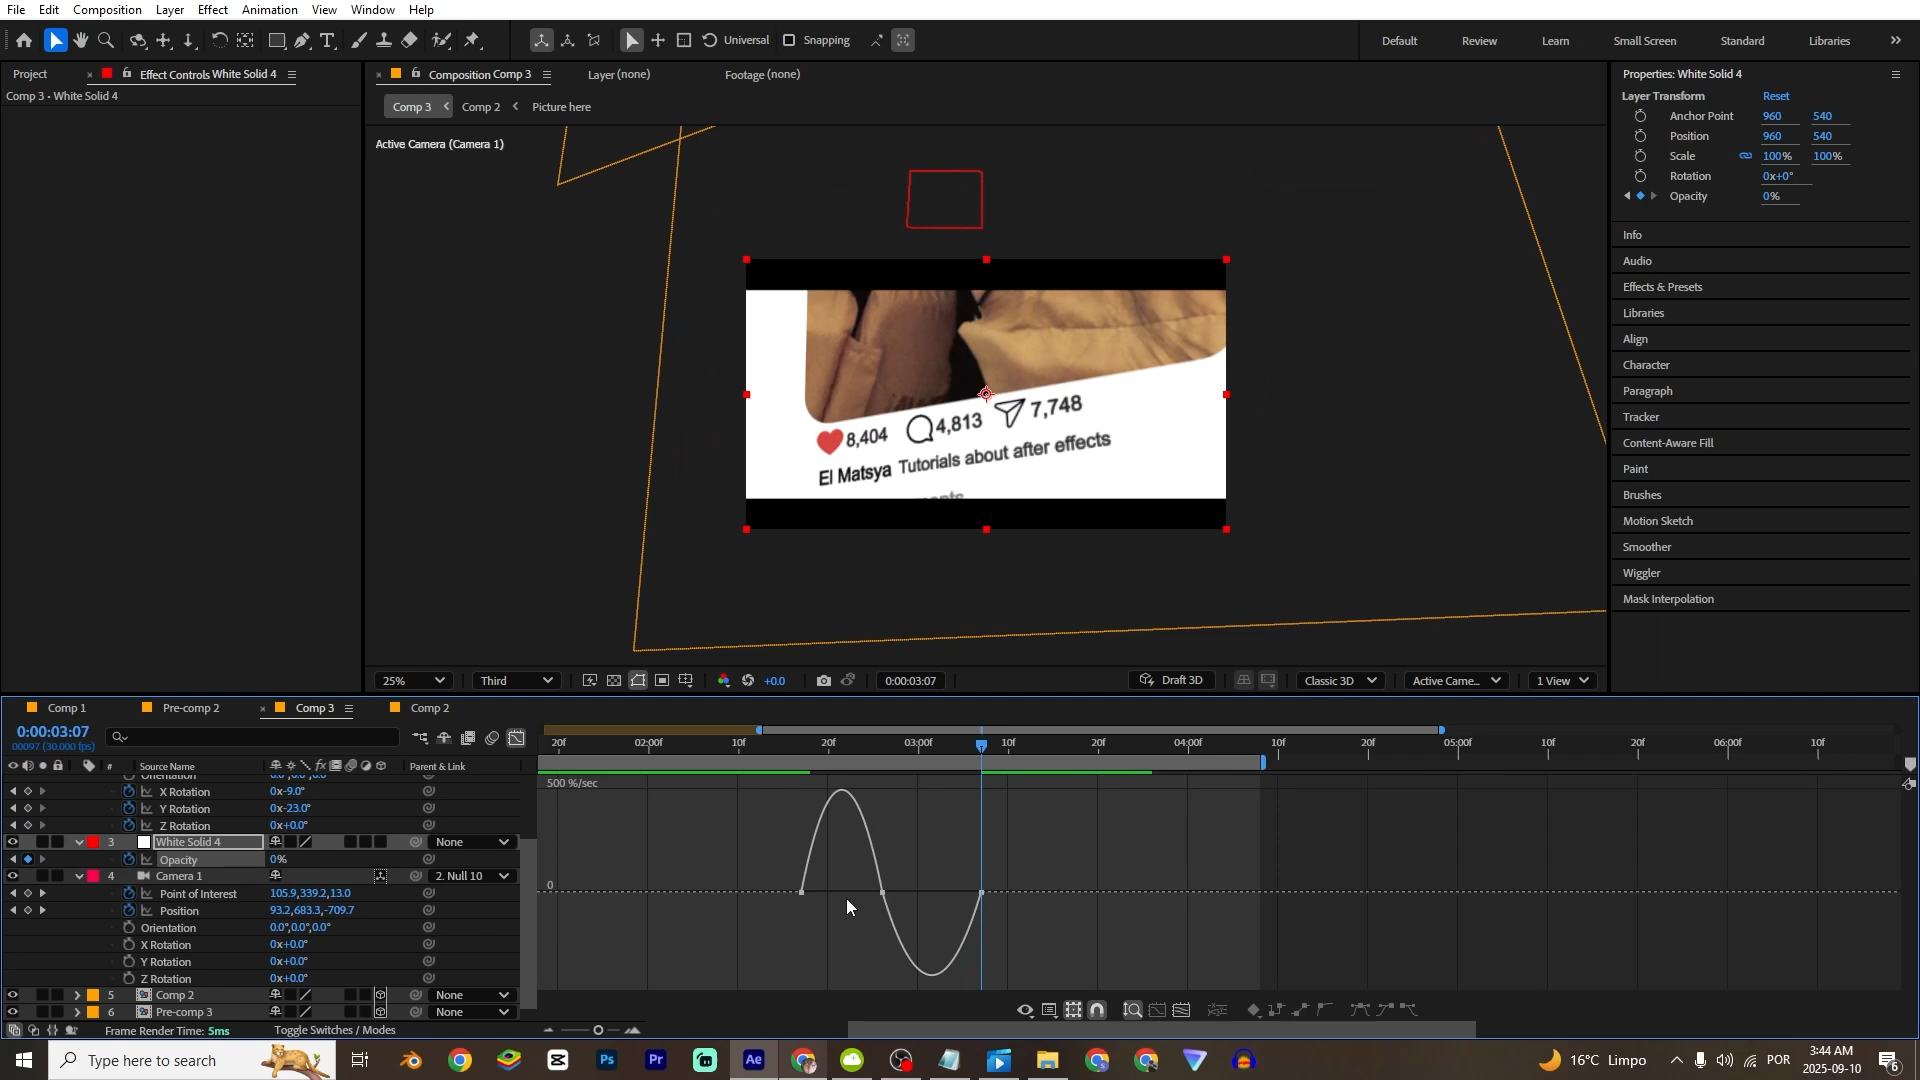 File Edit Composition Layer Effect Animation View Window Help
Universal Snapping Default Review Learn Small Screen Standard Libraries
Project Effect Controls White Solid 4 Composition Comp 3 Layer (none) Footage (none) Properties: White Solid 4
Comp 3 • White Solid 4
Comp 3 Comp 2 Picture here
Active Camera (Camera 1)
Layer Transform Reset
Anchor Point 960 540
Position 960 540
Scale 100% 100%
Rotation 0x+0°
Opacity 0%
Info
Audio
Effects & Presets
Libraries
Align
Character
Paragraph
Tracker
Content-Aware Fill
Paint
Brushes
Motion Sketch
Smoother
Wiggler
Mask Interpolation
8,404 4,813 7,748
El Matsya Tutorials about after effects
25% Third +0.0 0:00:03:07 Draft 3D Classic 3D Active Came... 1 View
Comp 1 Pre-comp 2 Comp 3 Comp 2
0:00:03:07
00097 (30.000 fps)
20f 02:00f 10f 20f 03:00f 10f 20f 04:00f 10f 20f 05:00f 10f 20f 06:00f 10f
# Source Name Parent & Link
Orientation 0.0°,0.0°,0.0°
X Rotation 0x-9.0°
Y Rotation 0x-23.0°
Z Rotation 0x+0.0°
3 White Solid 4 None
Opacity 0%
4 Camera 1 2. Null 10
Point of Interest 105.9,339.2,13.0
Position 93.2,683.3,-709.7
Orientation 0.0°,0.0°,0.0°
X Rotation 0x+0.0°
Y Rotation 0x+0.0°
Z Rotation 0x+0.0°
5 Comp 2 None
6 Pre-comp 3 None
500 %/sec
0
Frame Render Time: 5ms Toggle Switches / Modes
Type here to search Ps Pr Ae 16°C Limpo POR 3:44 AM
2025-09-10 6